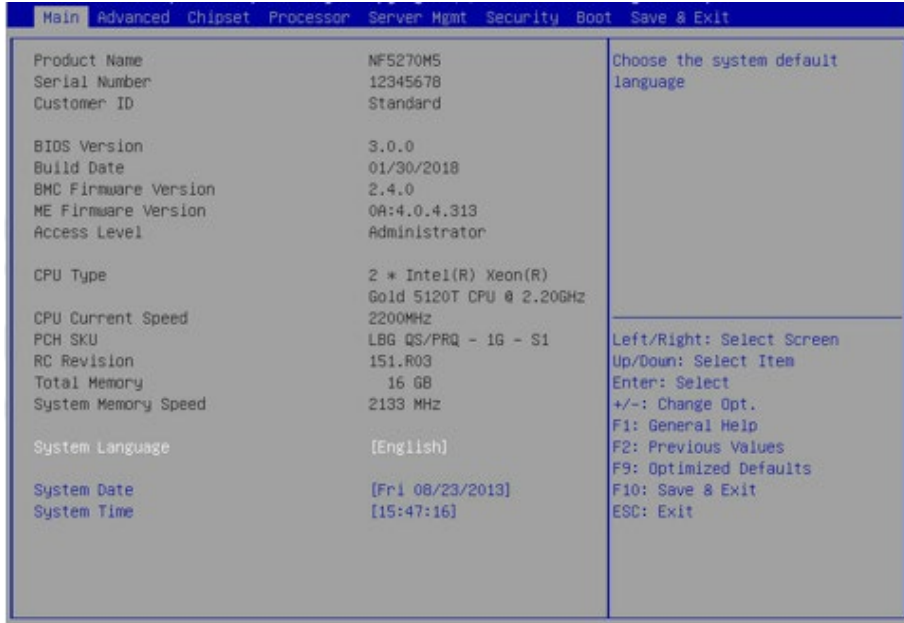 Main Advanced Chipset Processor Server Mgmt Security Boot Save & Exit
Product Name NF5270M5
Serial Number 12345678
Customer ID Standard
BIOS Version 3.0.0
Build Date 01/30/2018
BMC Firmware Version 2.4.0
ME Firmware Version 0A:4.0.4.313
Access Level Administrator
CPU Type 2 * Intel(R) Xeon(R)
Gold 5120T CPU @ 2.20GHz
CPU Current Speed 2200MHz
PCH SKU LBG QS/PRQ - 1G - S1
RC Revision 151.R03
Total Memory 16 GB
System Memory Speed 2133 MHz
System Language [English]
System Date [Fri 08/23/2013]
System Time [15:47:16]
Choose the system default
language
Left/Right: Select Screen
Up/Down: Select Item
Enter: Select
+/-: Change Opt.
F1: General Help
F2: Previous Values
F9: Optimized Defaults
F10: Save & Exit
ESC: Exit